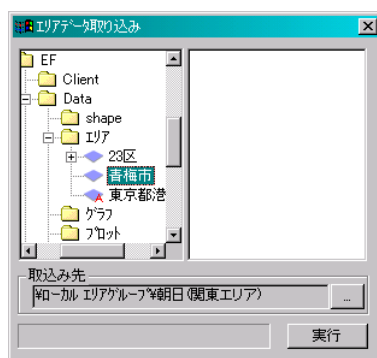 エリアデータ取り込み
EF
Client
Data
shape
エリア
23区
青梅市
東京都港
グラフ
プロット
取込み先
¥ローカル エリアグループ¥朝日(関東エリア)
...
実行